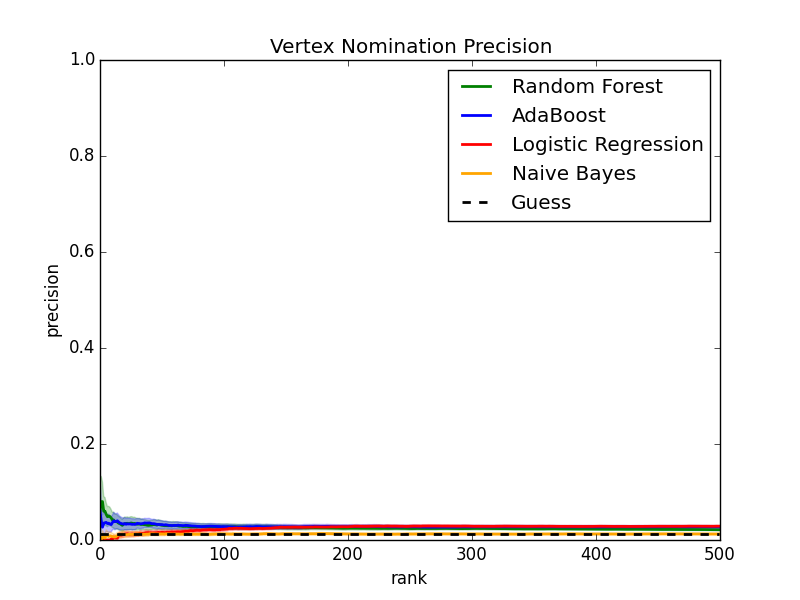 Vertex Nomination Precision
1.0
0.8
0.6
0.4
0.2
0.0
precision
Random Forest
AdaBoost
Logistic Regression
Naive Bayes
Guess
0 100 200 300 400 500
rank